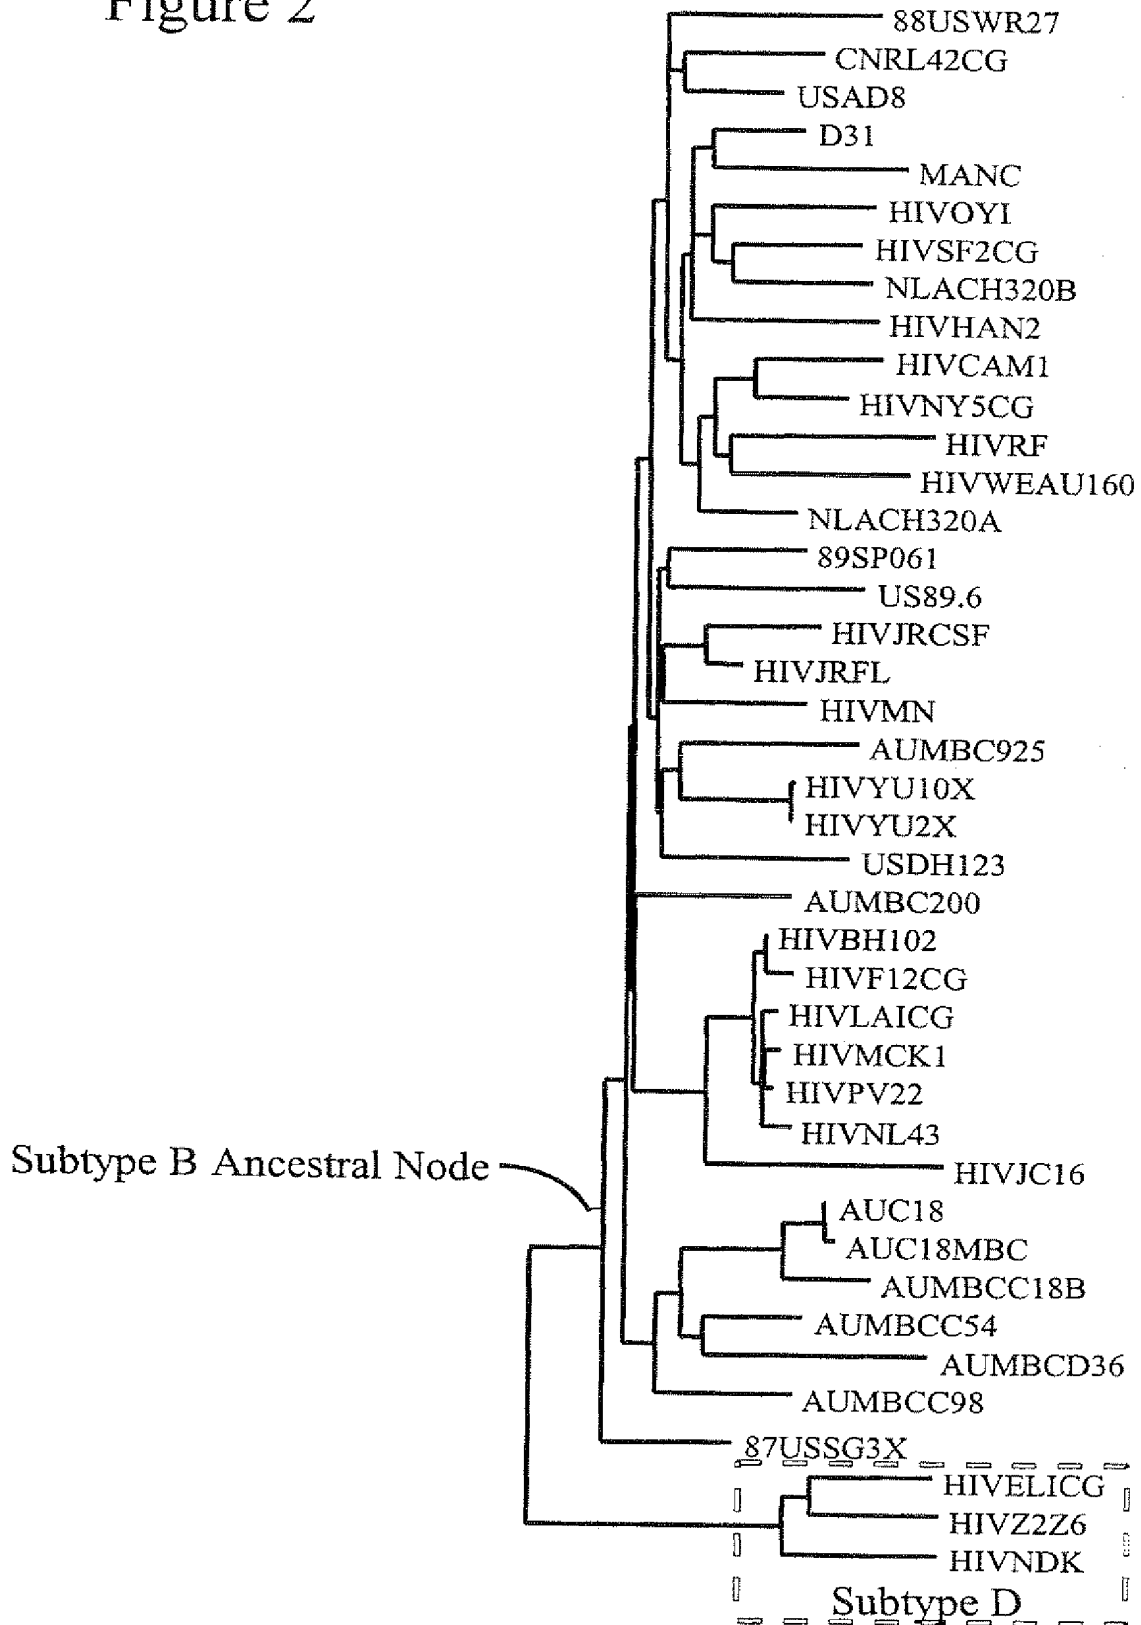 Figure 2
88USWR27
CNRL42CG
USAD8
D31
MANC
HIVOYI
HIVSF2CG
NLACH320B
HIVHAN2
HIVCAM1
HIVNY5CG
HIVRF
HIVWEAU160
NLACH320A
89SP061
US89.6
HIVJRCSF
HIVJRFL
HIVMN
AUMBC925
HIVYU10X
HIVYU2X
USDH123
AUMBC200
HIVBH102
HIVF12CG
HIVLAICG
HIVMCK1
HIVPV22
HIVNL43
Subtype B Ancestral Node
HIVJC16
AUC18
AUC18MBC
AUMBCC18B
AUMBCC54
AUMBCD36
AUMBCC98
87USSG3X
HIVELICG
HIVZ2Z6
HIVNDK
Subtype D